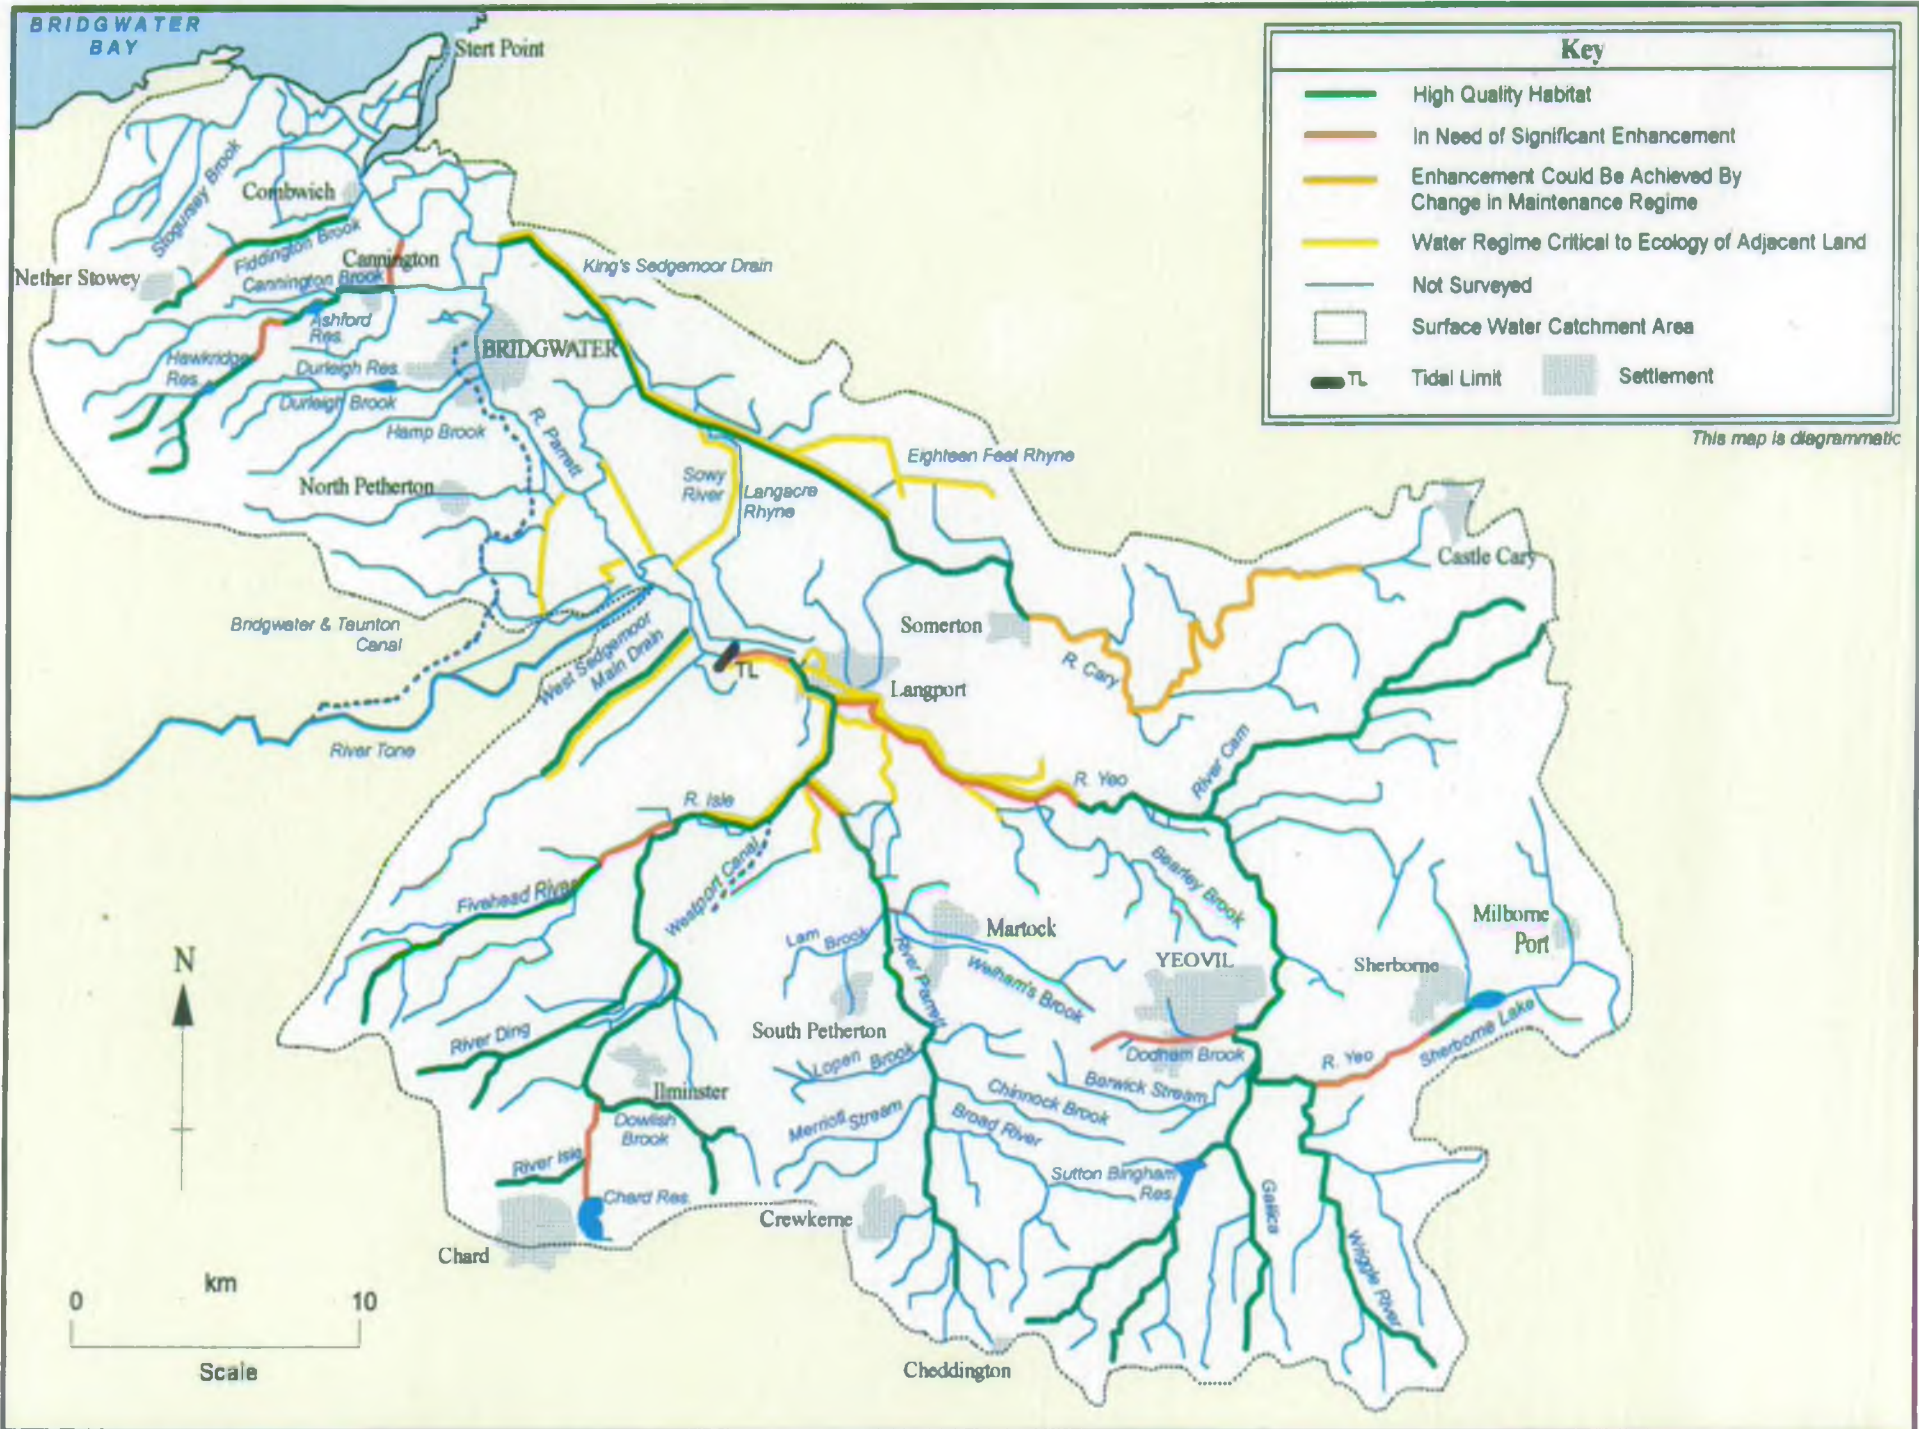 BRIDGWATER
BAY
Stert Point
Key
High Quality Habitat
In Need of Significant Enhancement
Enhancement Could Be Achieved By
Change in Maintenance Regime
Water Regime Critical to Ecology of Adjacent Land
Not Surveyed
Surface Water Catchment Area
TL
Tidal Limit
Settlement
This map is diagrammatic
Stogursey Brook
Combwich
Fiddington Brook
Cannington
Nether Stowey
Cannington Brook
King's Sedgemoor Drain
Ashford
Res.
BRIDGWATER
Hawkridge
Res.
Durleigh Res.
Durleigh Brook
R. Parrett
Hamp Brook
Eighteen Feet Rhyne
North Petherton
Sowy
River
Langacre
Rhyne
Castle Cary
Bridgwater & Taunton
Canal
Somerton
West Sedgemoor
Main Drain
TL
R. Cary
Langport
River Tone
R. Isle
R. Yeo
River Cam
Westport Canal
Bearley Brook
Fivehead River
Lam Brook
Martock
River Parrett
Welham's Brook
YEOVIL
Sherborne
Milborne
Port
N
South Petherton
River Ding
Lopen Brook
Dodham Brook
R. Yeo
Sherborne Lake
Ilminster
Dowlish
Brook
Chinnock Brook
Barwick Stream
Merriott Stream
Broad River
River Isle
Sutton Bingham
Res.
Chard Res.
Crewkerne
Gallica
Wriggle River
Chard
km
0
10
Scale
Cheddington